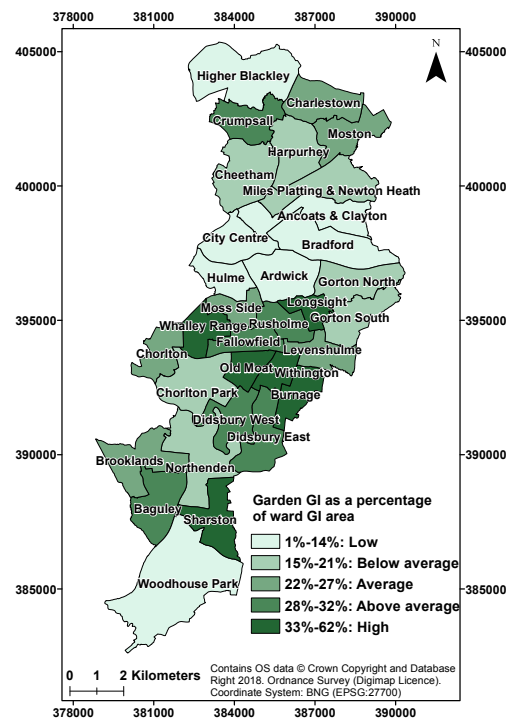 378000 381000 384000 387000 390000
405000 405000
N
Higher Blackley
Charlestown
Crumpsall
Moston
Harpurhey
Cheetham
400000 400000
Miles Platting & Newton Heath
Ancoats & Clayton
City Centre
Bradford
Hulme
Ardwick
Gorton North
Longsight
Moss Side
395000 395000
Gorton South
Whalley Range
Rusholme
Fallowfield
Levenshulme
Chorlton
Old Moat
Withington
Chorlton Park
Burnage
Didsbury West
Didsbury East
390000 390000
Brooklands
Northenden
Baguley
Sharston
Woodhouse Park
385000 385000
Garden GI as a percentage
of ward GI area
1%-14%: Low
15%-21%: Below average
22%-27%: Average
28%-32%: Above average
33%-62%: High
0 1 2 Kilometers
Contains OS data © Crown Copyright and Database
Right 2018. Ordnance Survey (Digimap Licence).
Coordinate System: BNG (EPSG:27700)
378000 381000 384000 387000 390000